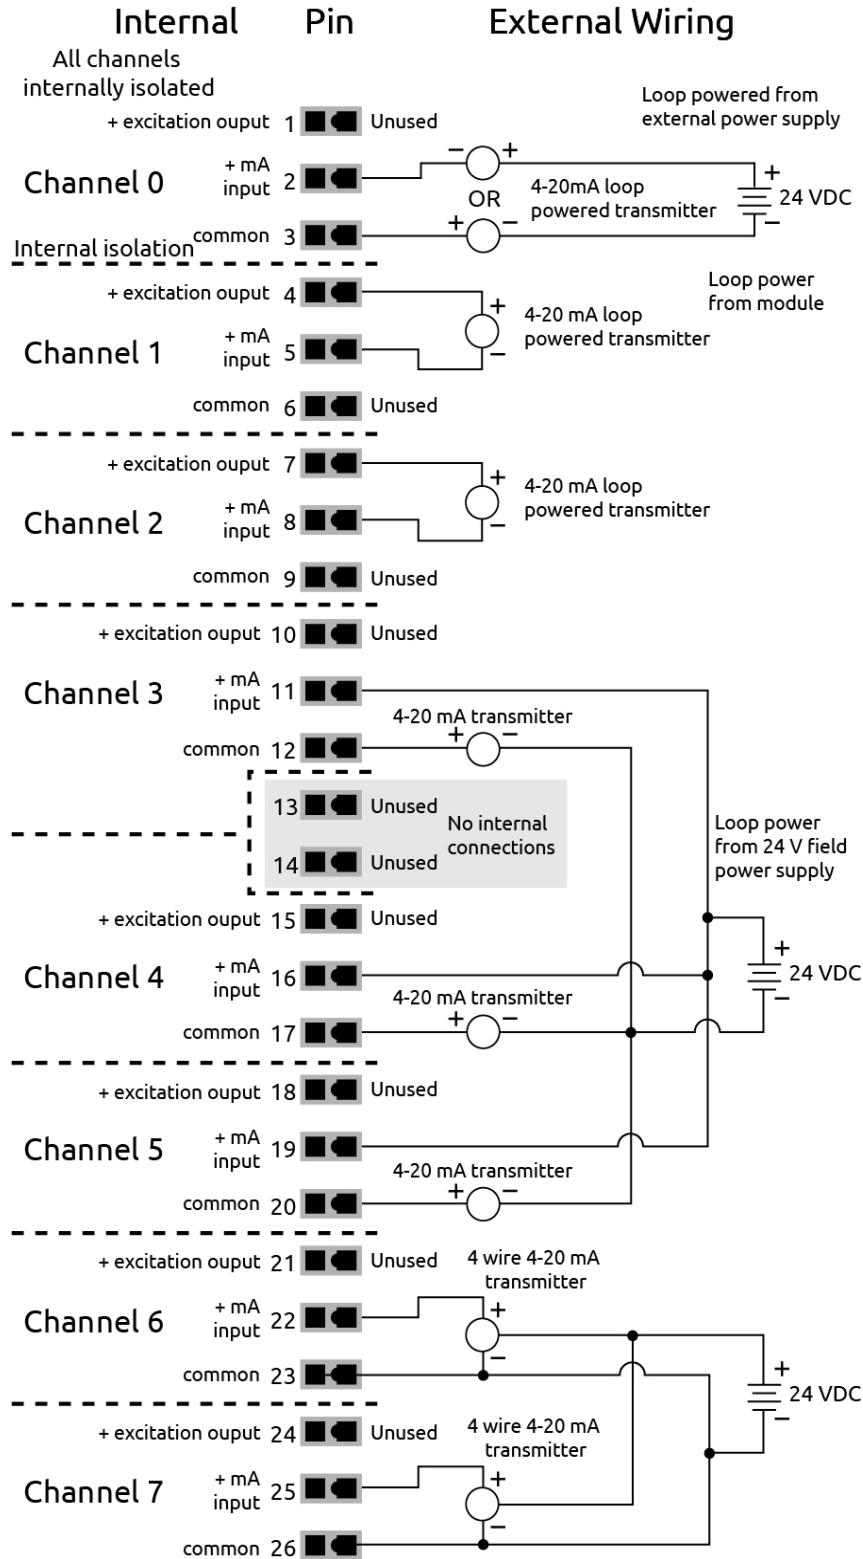 Internal Pin External Wiring
All channels
internally isolated
Loop powered from
external power supply
+ excitation ouput 1 Unused
− +
Channel 0
+ mA
input 2
OR
4-20mA loop
powered transmitter
+
24 VDC
−
common 3
+ −
Internal isolation
+ excitation ouput 4
Loop power
from module
Channel 1
+ mA
input 5
+
−
4-20 mA loop
powered transmitter
common 6 Unused
+ excitation ouput 7
Channel 2
+ mA
input 8
+
−
4-20 mA loop
powered transmitter
common 9 Unused
+ excitation ouput 10 Unused
Channel 3
+ mA
input 11
4-20 mA transmitter
common 12
+ −
13 Unused
14 Unused
No internal
connections
Loop power
from 24 V field
power supply
+ excitation ouput 15 Unused
Channel 4
+ mA
input 16
+
24 VDC
−
4-20 mA transmitter
common 17
+ −
+ excitation ouput 18 Unused
Channel 5
+ mA
input 19
4-20 mA transmitter
common 20
+ −
+ excitation ouput 21 Unused
4 wire 4-20 mA
transmitter
Channel 6
+ mA
input 22
+
−
common 23
+
24 VDC
−
+ excitation ouput 24 Unused
4 wire 4-20 mA
transmitter
Channel 7
+ mA
input 25
+
−
common 26